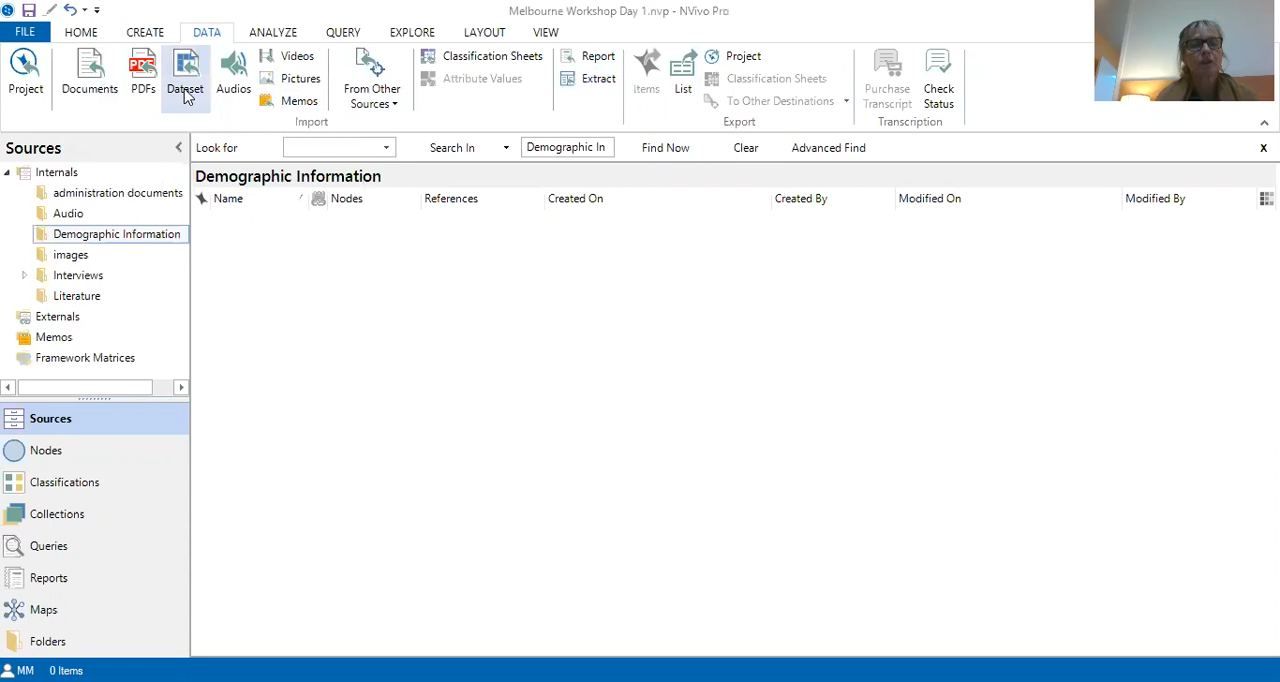 Melbourne Workshop Day 1.nvp - NVivo Pro
FILE HOME CREATE DATA ANALYZE QUERY EXPLORE LAYOUT VIEW
Project Documents PDFs Dataset Audios
Videos
Pictures
Memos
From Other Sources
Import
Classification Sheets
Attribute Values
Report
Extract
Items List
Project
Classification Sheets
To Other Destinations
Export
Purchase Transcript
Check Status
Transcription
Sources
Look for Search In Demographic In Find Now Clear Advanced Find X
Internals
administration documents
Audio
Demographic Information
images
Interviews
Literature
Externals
Memos
Framework Matrices
Demographic Information
Name Nodes References Created On Created By Modified On Modified By
Sources
Nodes
Classifications
Collections
Queries
Reports
Maps
Folders
MM 0 Items